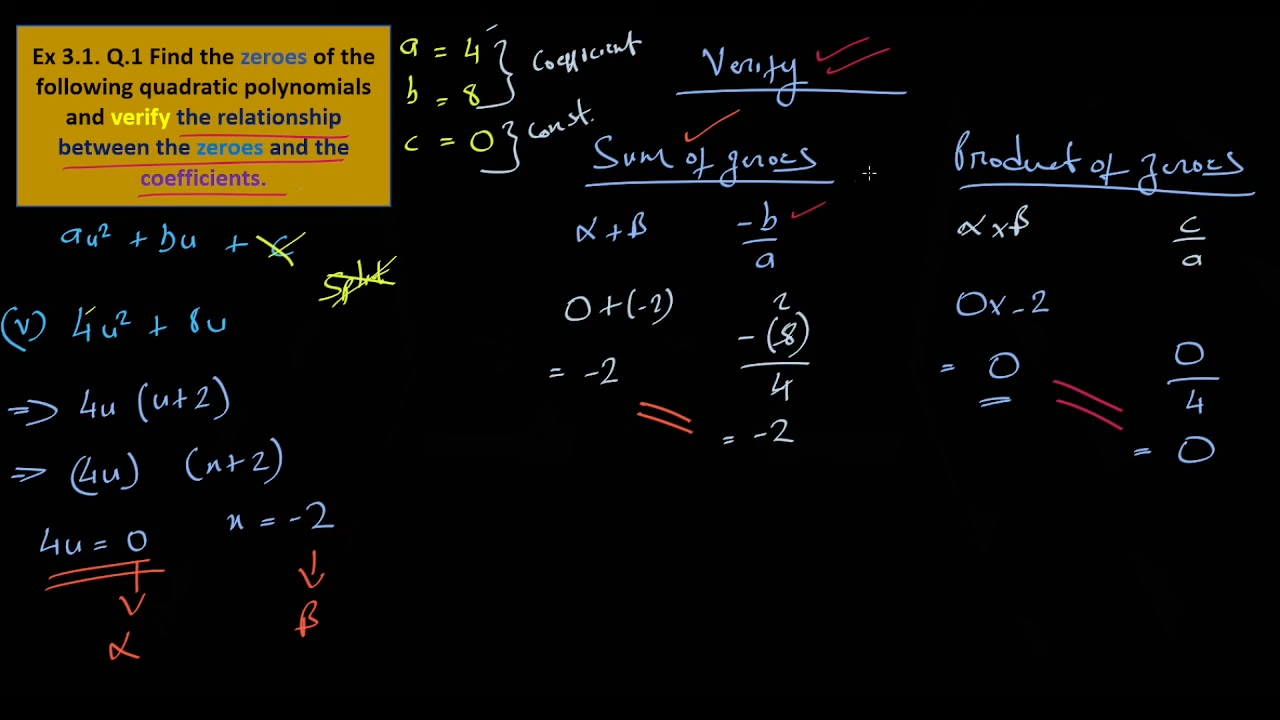 Ex 3.1. Q.1 Find the zeroes of the
following quadratic polynomials
and verify the relationship
between the zeroes and the
coefficients.
a = 4
b = 8
coefficient
c = 0
const.
au² + bu + c
split
(v) 4u² + 8u
=> 4u (u+2)
=> (4u) (u+2)
4u = 0
u = -2
α
β
Verify
Sum of zeroes
α + β
-b
a
0 + (-2)
2
- (8)
4
= -2
= -2
Product of zeroes
α x β
c
a
0 x -2
= 0
0
4
= 0